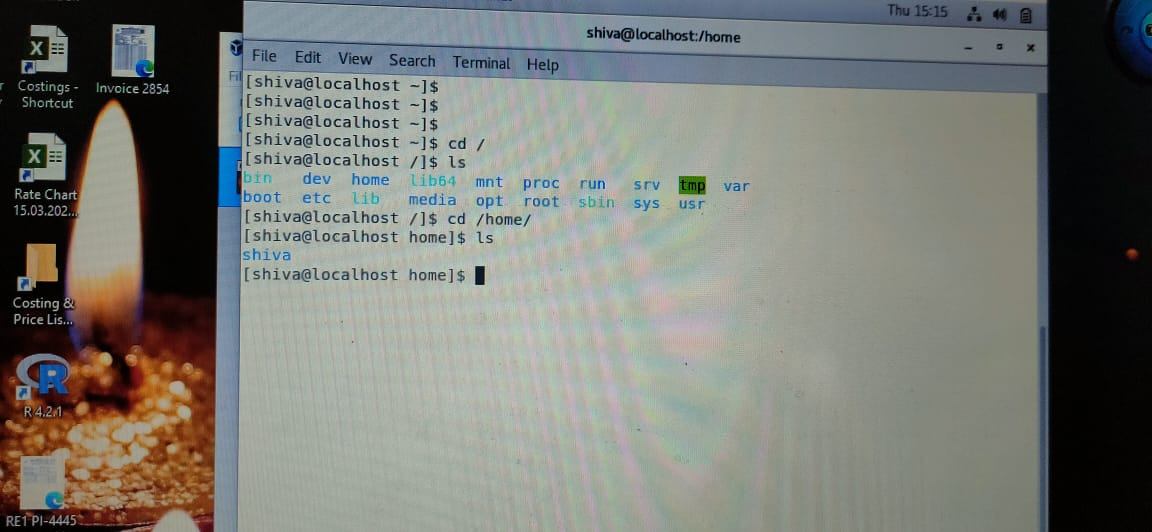 Thu 15:15
shiva@localhost:/home
File Edit View Search Terminal Help
[shiva@localhost ~]$
[shiva@localhost ~]$
[shiva@localhost ~]$
[shiva@localhost ~]$ cd /
[shiva@localhost /]$ ls
bin dev home lib64 mnt proc run srv tmp var
boot etc lib media opt root sbin sys usr
[shiva@localhost /]$ cd /home/
[shiva@localhost home]$ ls
shiva
[shiva@localhost home]$
Costings -
Shortcut
Invoice 2854
Rate Chart
15.03.202...
Costing &
Price Lis...
R 4.2.1
RE1 PI-4445